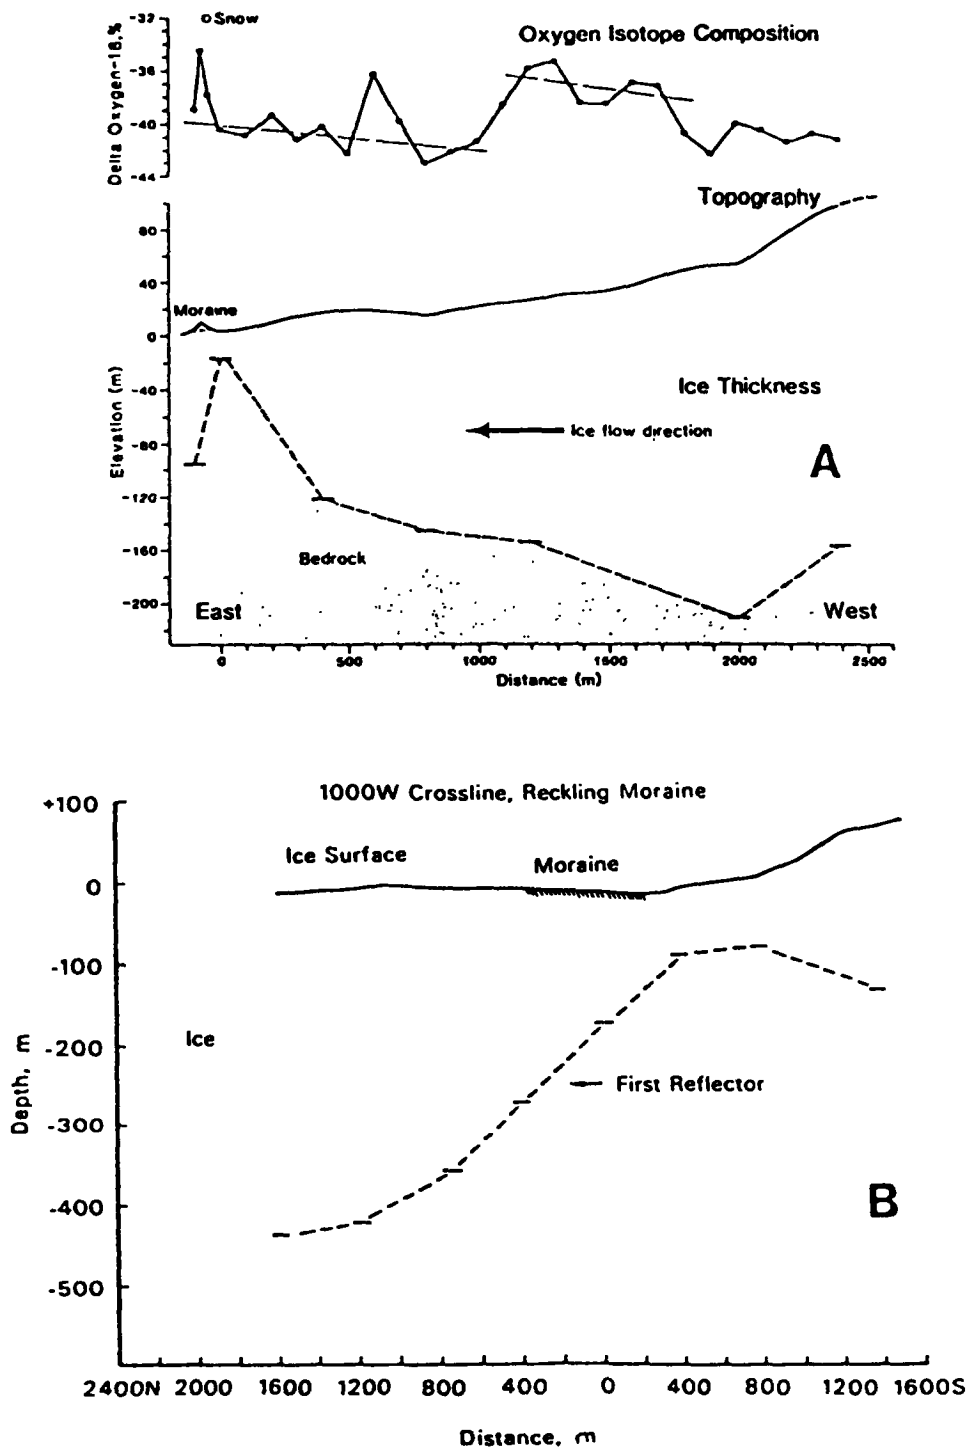 -32
Snow
Oxygen Isotope Composition
-36
-40
-44
Delta Oxygen-18,%
Topography
80
40
0
Moraine
-40
-80
-120
-160
-200
Elevation (m)
Ice Thickness
Ice flow direction
A
Bedrock
East
West
0 500 1000 1500 2000 2500
Distance (m)
1000W Crossline, Reckling Moraine
+100
Ice Surface
Moraine
0
-100
-200
-300
-400
-500
Ice
Depth, m
First Reflector
B
2400N 2000 1600 1200 800 400 0 400 800 1200 1600S
Distance, m